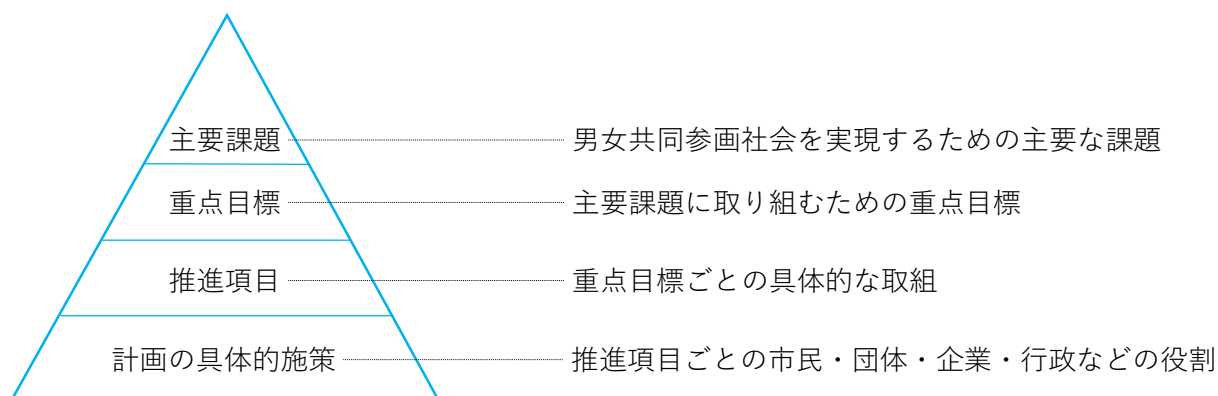 主要課題 男女共同参画社会を実現するための主要な課題
重点目標 主要課題に取り組むための重点目標
推進項目 重点目標ごとの具体的な取組
計画の具体的施策 推進項目ごとの市民・団体・企業・行政などの役割